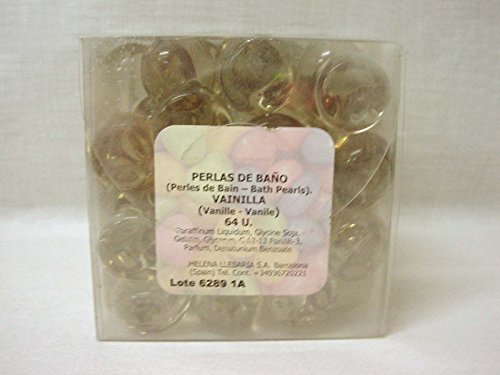 PERLAS DE BAÑO
(Perles de Bain ~ Bath Pearls).
VAINILLA
(Vanille - Vanile)
64 U.
Paraffinum Liquidum, Glycine Soja,
Gelatin, Glycerin, C 12-13 Pareth-3,
Parfum, Denatonium Benzoate
HELENA LLEBARIA S.A. Barcelona
(Spain) Tel. Cont. +34936720221
Lote 6289 1A